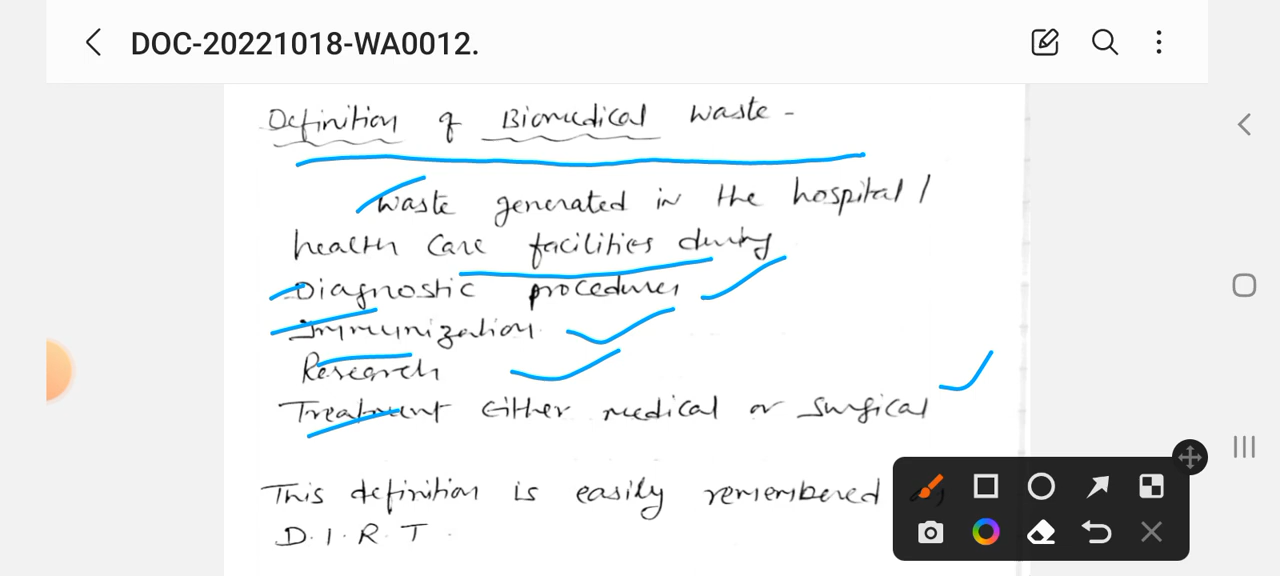 DOC-20221018-WA0012.
Definition of Biomedical waste -
Waste generated in the hospital /
health care facilities during
Diagnostic procedures
Immunization
Research
Treatment either medical or surgical
This definition is easily remembered
D.I.R.T.